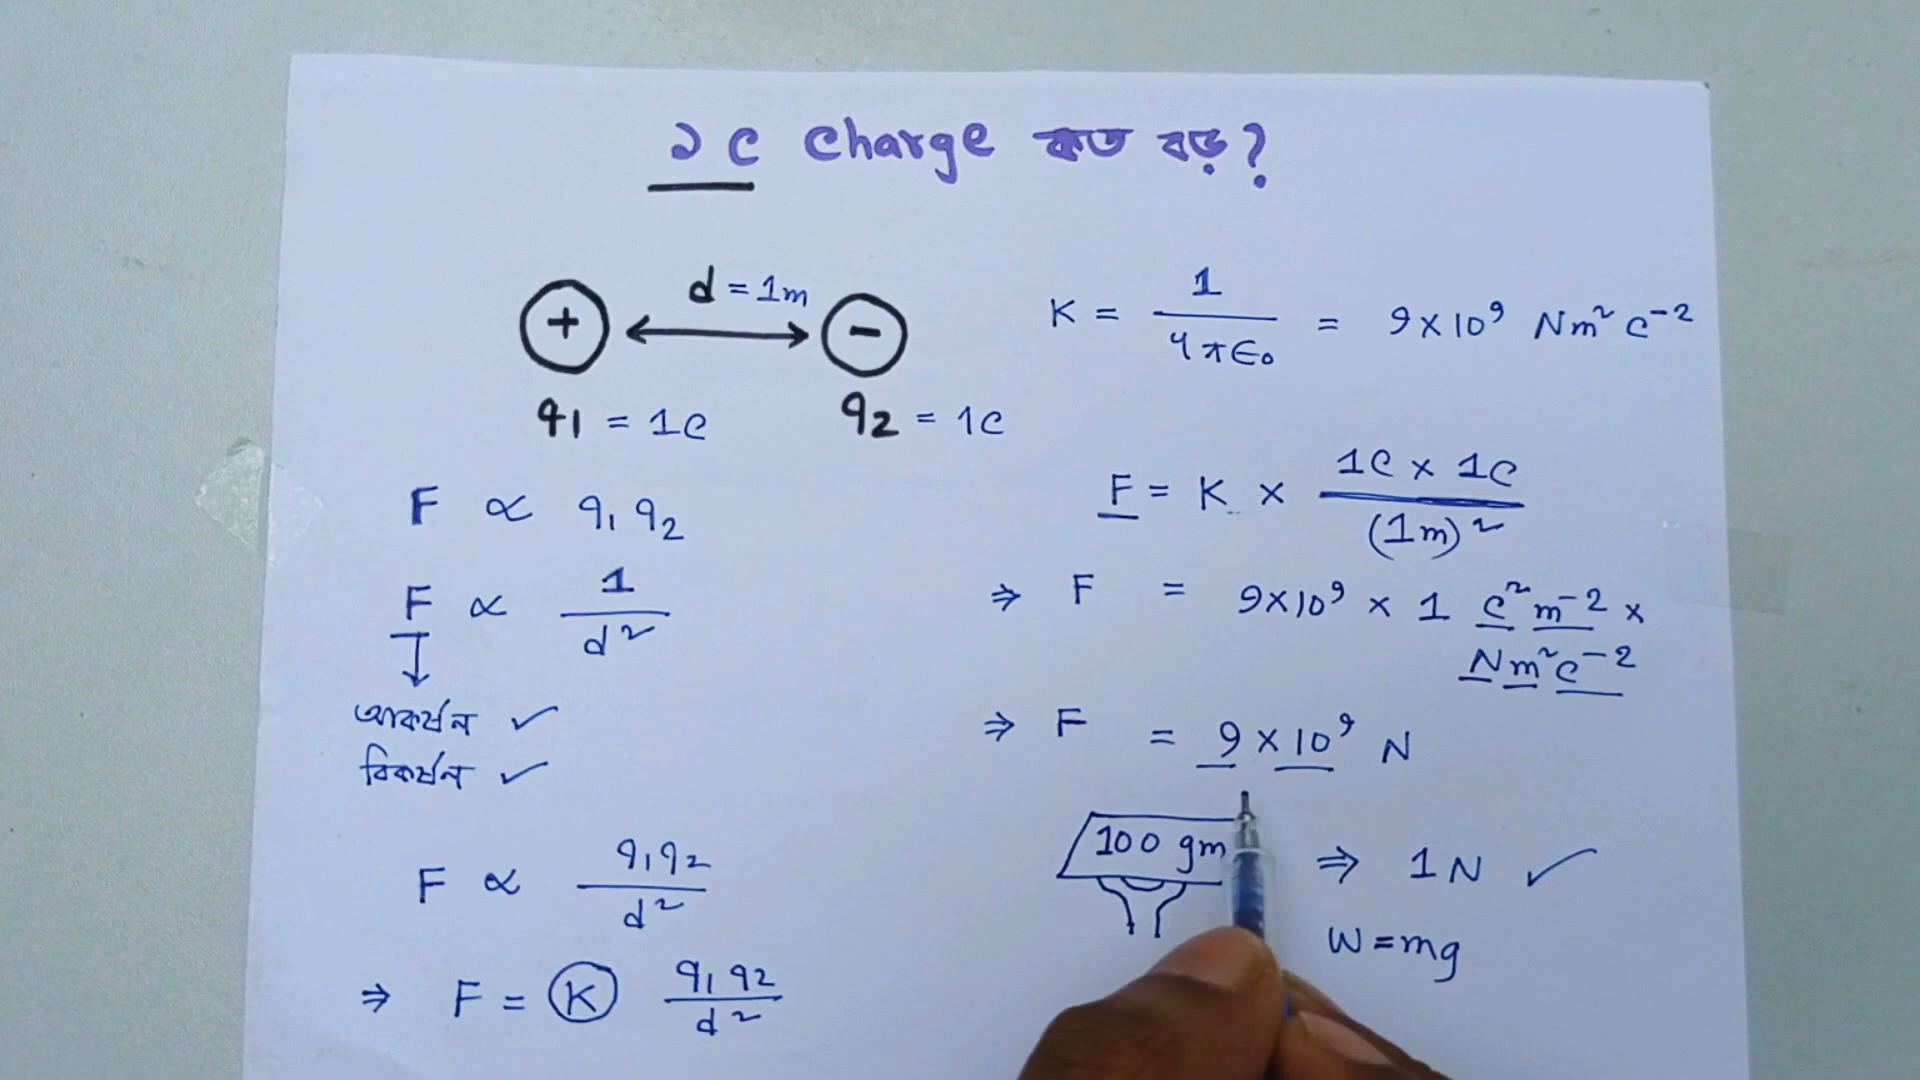 ১ C charge কত বড়?
d = 1m
+ −
q1 = 1C q2 = 1C
F ∝ q1 q2
F ∝ 1/d²
আকর্ষন ✓
বিকর্ষন ✓
F ∝ q1q2/d²
⇒ F = K q1q2/d²
K = 1/4πϵ₀ = 9×10⁹ Nm²C⁻²
F = K × 1C × 1C/(1m)²
⇒ F = 9×10⁹ × 1 C²m⁻² ×
Nm²C⁻²
⇒ F = 9×10⁹ N
100 gm ⇒ 1N ✓
W = mg